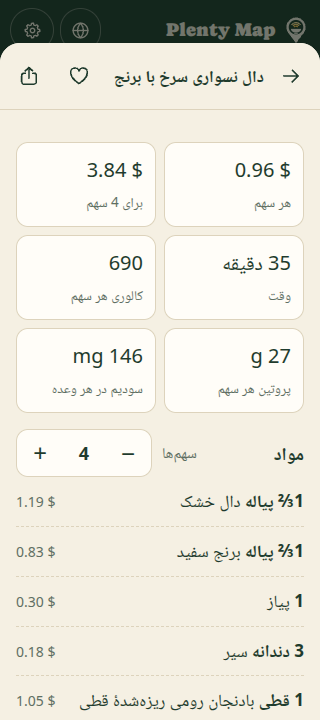 Plenty Map
دال نسواری سرخ با برنج
0.96 $
هر سهم
3.84 $
برای 4 سهم
35 دقیقه
وقت
690
کالوری هر سهم
27 g
پروتین هر سهم
146 mg
سودیم در هر وعده
مواد
سهم‌ها
− 4 +
1⅔ پیاله دال خشک
1.19 $
1⅔ پیاله برنج سفید
0.83 $
1 پیاز
0.30 $
3 دندانه سیر
0.18 $
1 قطی بادنجان رومی ریزه‌شدهٔ قطی
1.05 $